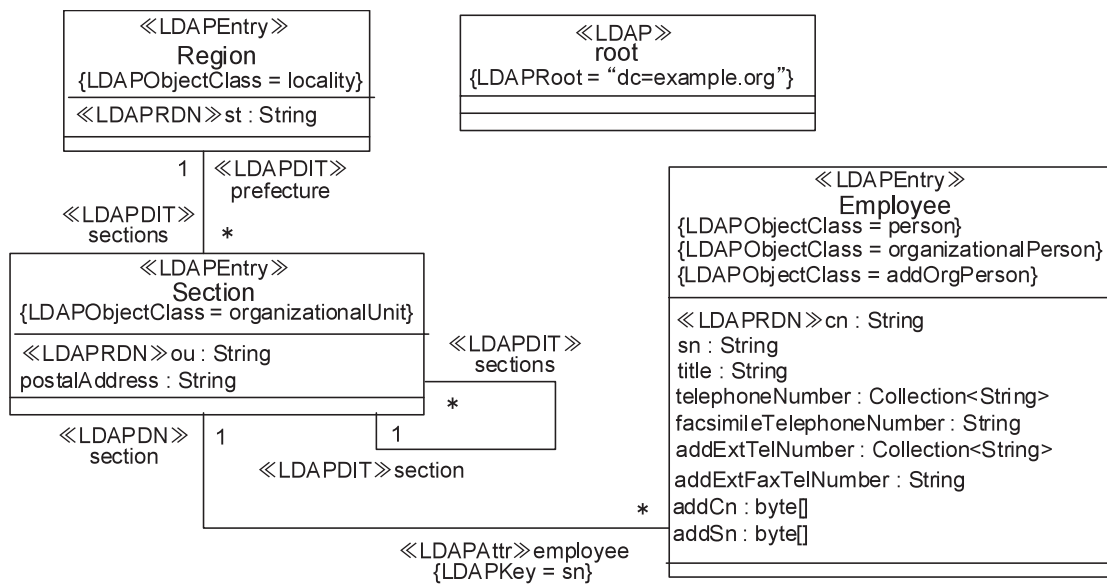 ≪LDAPEntry≫
Region
{LDAPObjectClass = locality}
≪LDAPRDN≫st : String
≪LDAP≫
root
{LDAPRoot = “dc=example.org”}
1
≪LDAPDIT≫
prefecture
≪LDAPDIT≫
sections
*
≪LDAPEntry≫
Section
{LDAPObjectClass = organizationalUnit}
≪LDAPRDN≫ou : String
postalAddress : String
≪LDAPDIT≫
sections
*
1
≪LDAPDIT≫section
≪LDAPDN≫
section
1
≪LDAPEntry≫
Employee
{LDAPObjectClass = person}
{LDAPObjectClass = organizationalPerson}
{LDAPObjectClass = addOrgPerson}
≪LDAPRDN≫cn : String
sn : String
title : String
telephoneNumber : Collection<String>
facsimileTelephoneNumber : String
addExtTelNumber : Collection<String>
addExtFaxTelNumber : String
addCn : byte[]
addSn : byte[]
*
≪LDAPAttr≫employee
{LDAPKey = sn}